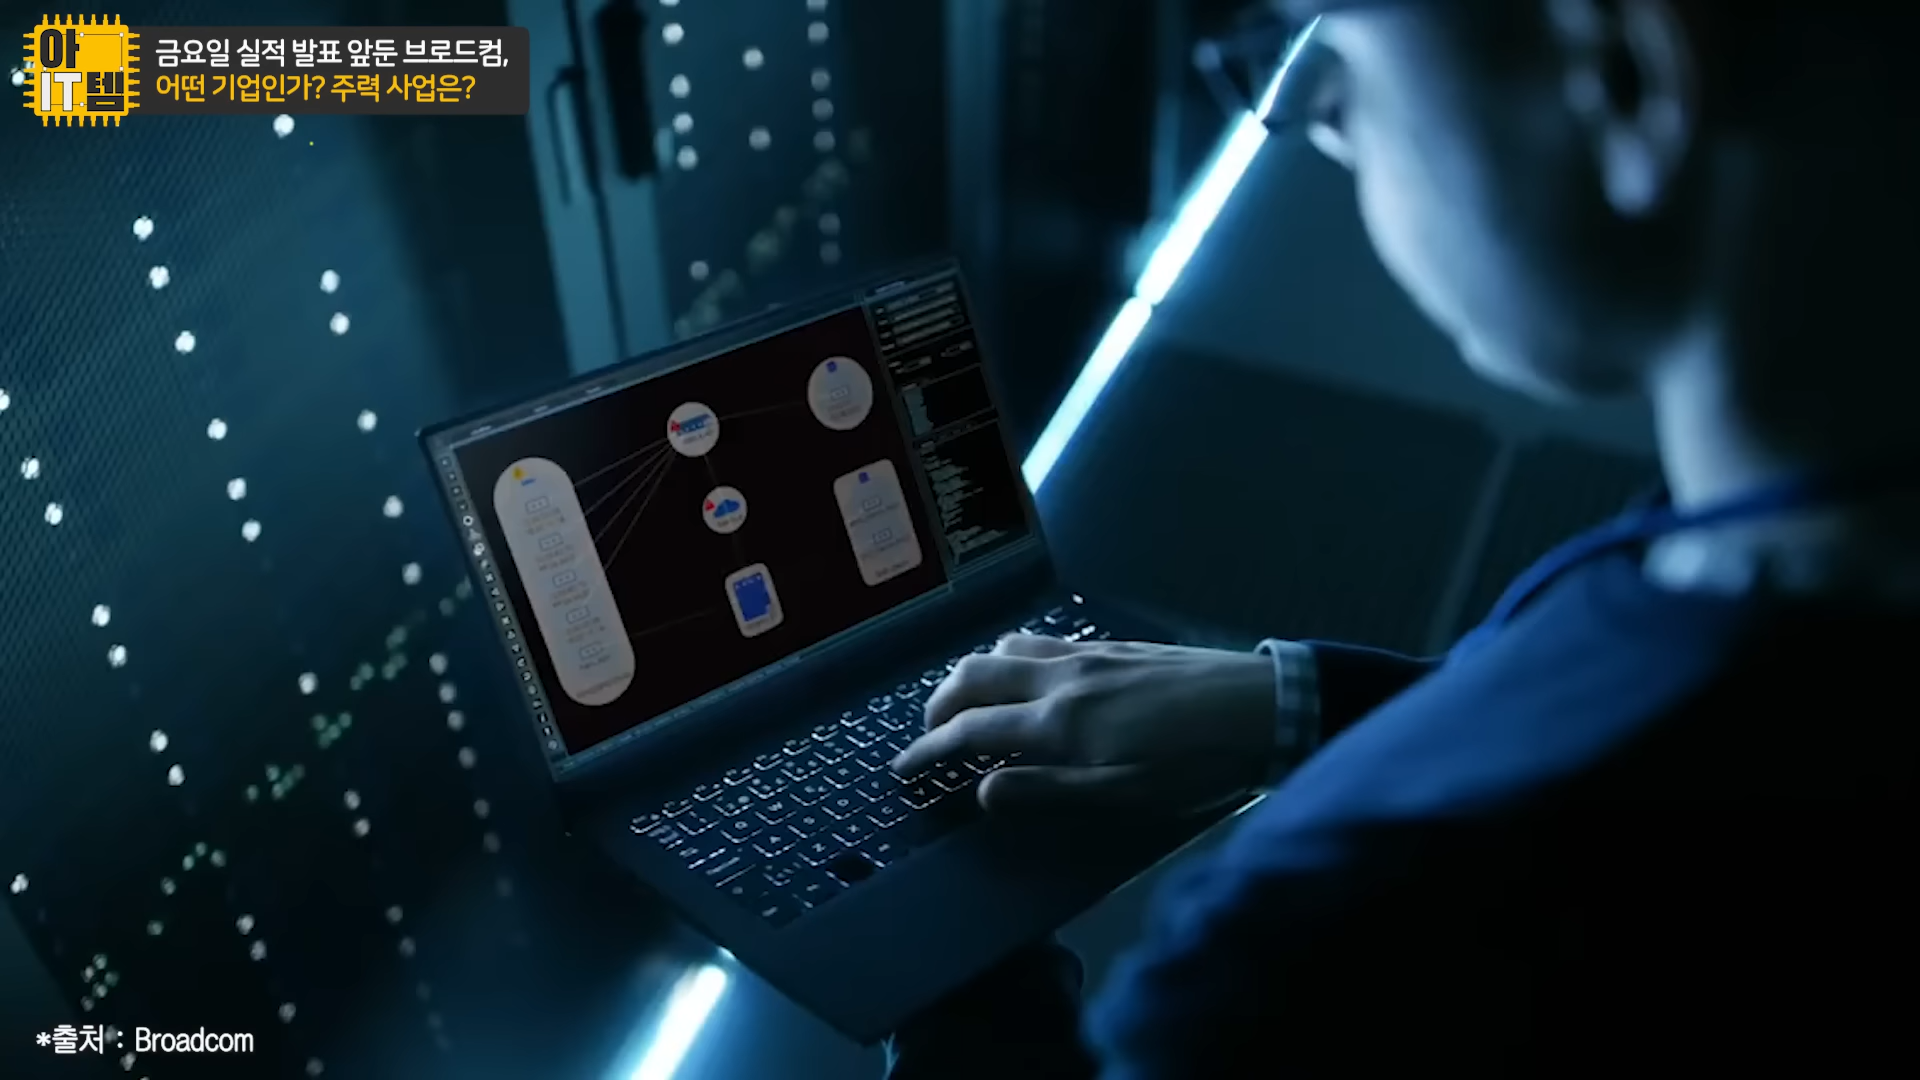 아
IT템
금요일 실적 발표 앞둔 브로드컴,
어떤 기업인가? 주력 사업은?
*출처 : Broadcom